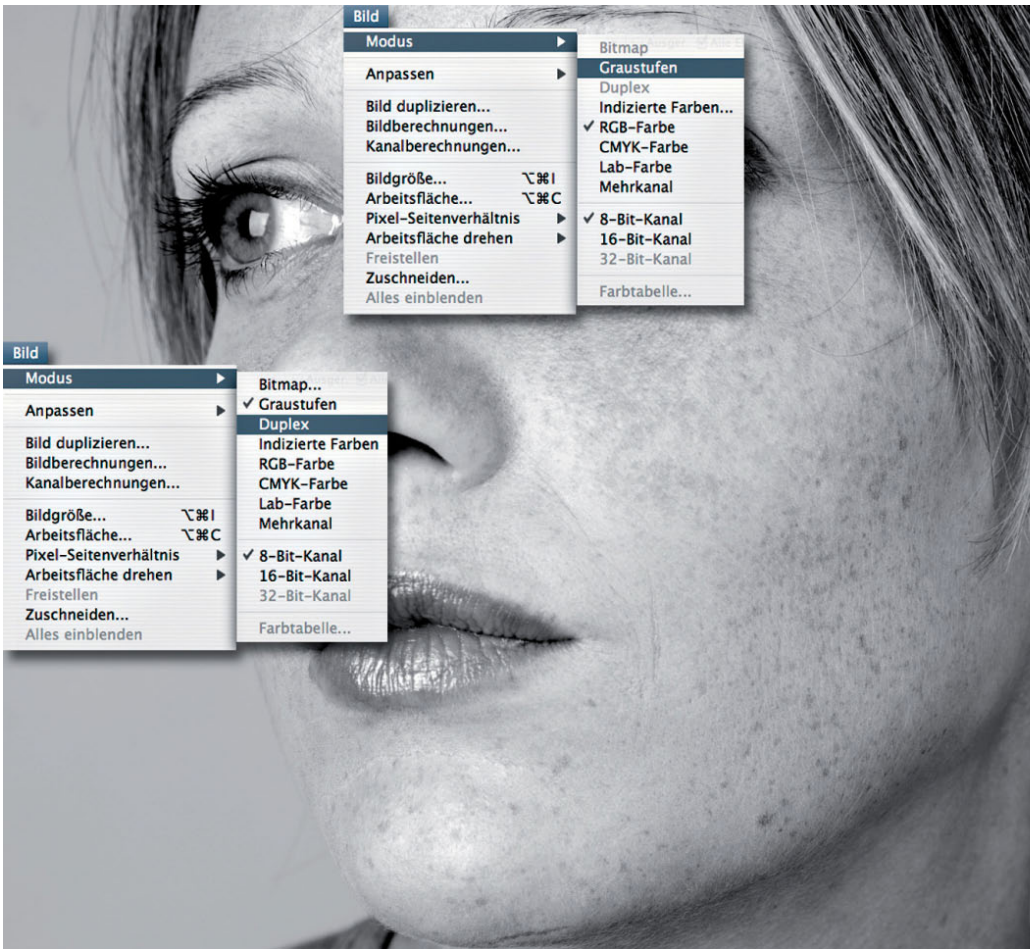 Bild
Modus
Anpassen
Bild duplizieren...
Bildberechnungen...
Kanalberechnungen...
Bildgröße... ⌥⌘I
Arbeitsfläche... ⌥⌘C
Pixel-Seitenverhältnis
Arbeitsfläche drehen
Freistellen
Zuschneiden...
Alles einblenden
Bitmap
Graustufen
Duplex
Indizierte Farben...
✓ RGB-Farbe
CMYK-Farbe
Lab-Farbe
Mehrkanal
✓ 8-Bit-Kanal
16-Bit-Kanal
32-Bit-Kanal
Farbtabelle...
Bild
Modus
Anpassen
Bild duplizieren...
Bildberechnungen...
Kanalberechnungen...
Bildgröße... ⌥⌘I
Arbeitsfläche... ⌥⌘C
Pixel-Seitenverhältnis
Arbeitsfläche drehen
Freistellen
Zuschneiden...
Alles einblenden
Bitmap...
✓ Graustufen
Duplex
Indizierte Farben
RGB-Farbe
CMYK-Farbe
Lab-Farbe
Mehrkanal
✓ 8-Bit-Kanal
16-Bit-Kanal
32-Bit-Kanal
Farbtabelle...